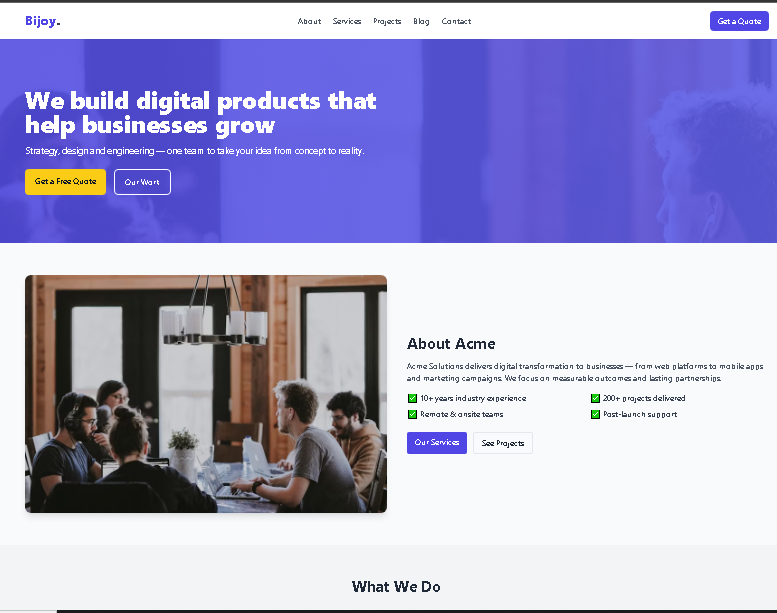 Bijoy.
About Services Projects Blog Contact
Get a Quote
We build digital products that
help businesses grow
Strategy, design and engineering — one team to take your idea from concept to reality.
Get a Free Quote
Our Work
About Acme
Acme Solutions delivers digital transformation to businesses — from web platforms to mobile apps
and marketing campaigns. We focus on measurable outcomes and lasting partnerships.
✅ 10+ years industry experience
✅ 200+ projects delivered
✅ Remote & onsite teams
✅ Post-launch support
Our Services
See Projects
What We Do